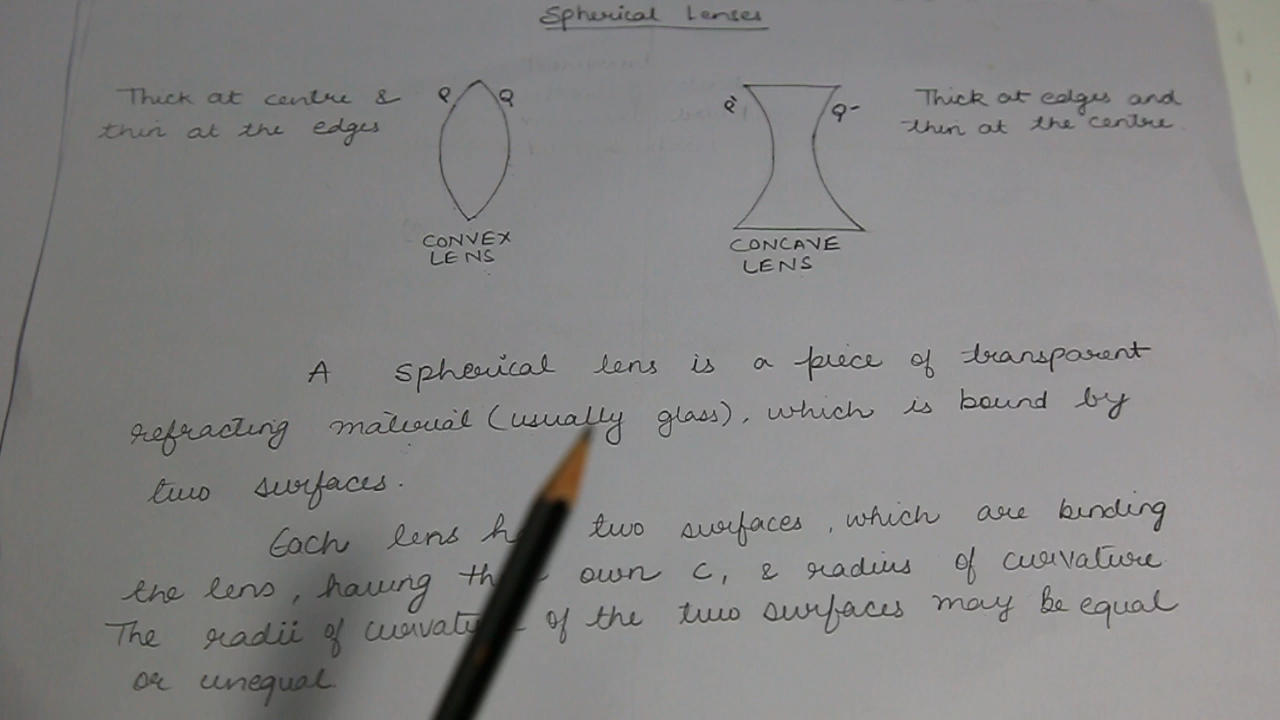 Spherical Lenses
Thick at centre &
thin at the edges
P Q
CONVEX
LENS
P' Q'
CONCAVE
LENS
Thick at edges and
thin at the centre.
A spherical lens is a piece of transparent
refracting material (usually glass), which is bound by
two surfaces.
Each lens two surfaces, which are binding
the lens, having own C, & radius of curvature
The radii of of the two surfaces may be equal
or unequal.